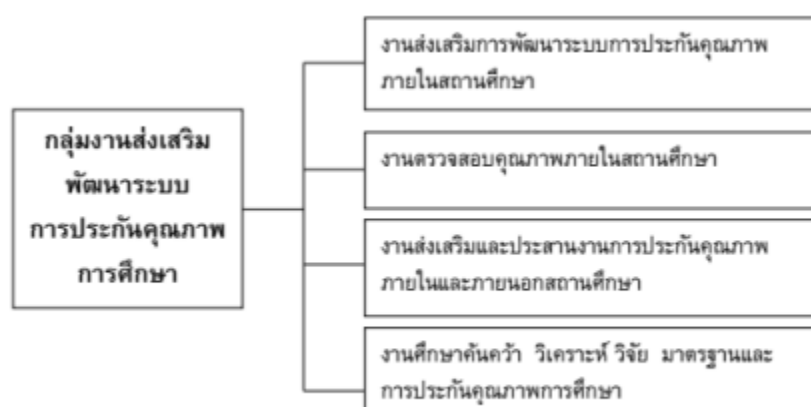 กลุ่มงานส่งเสริม
พัฒนาระบบ
การประกันคุณภาพ
การศึกษา
งานส่งเสริมการพัฒนาระบบการประกันคุณภาพ
ภายในสถานศึกษา
งานตรวจสอบคุณภาพภายในสถานศึกษา
งานส่งเสริมและประสานงานการประกันคุณภาพ
ภายในและภายนอกสถานศึกษา
งานศึกษาค้นคว้า วิเคราะห์ วิจัย มาตรฐานและ
การประกันคุณภาพการศึกษา